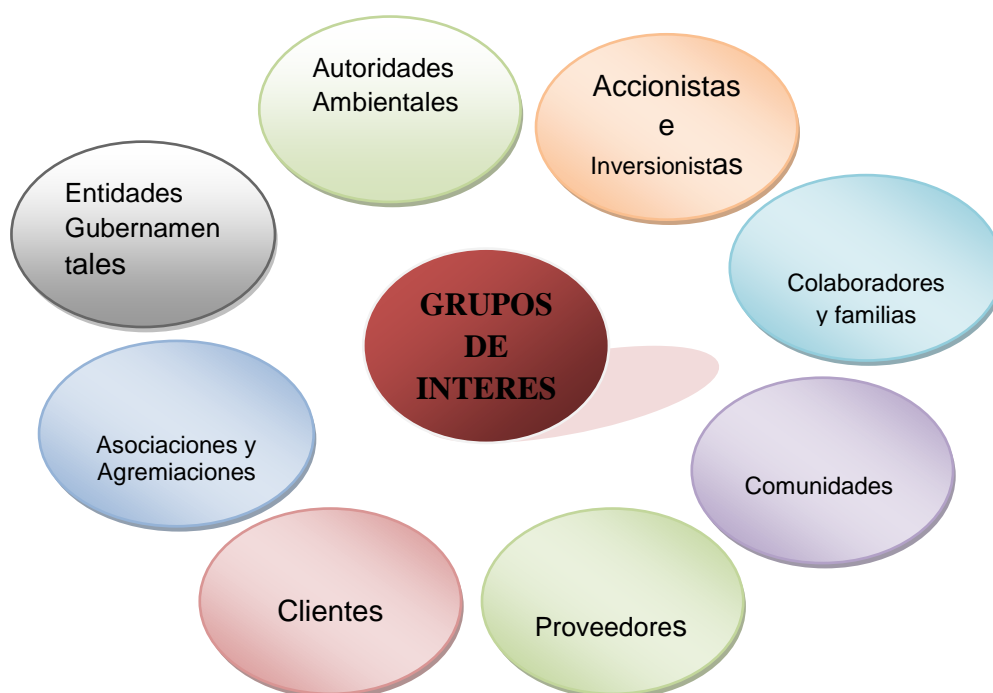 Autoridades
Ambientales
Accionistas
e
Inversionistas
Entidades
Gubernamen
tales
Colaboradores
y familias
GRUPOS
DE
INTERES
Asociaciones y
Agremiaciones
Comunidades
Clientes
Proveedores